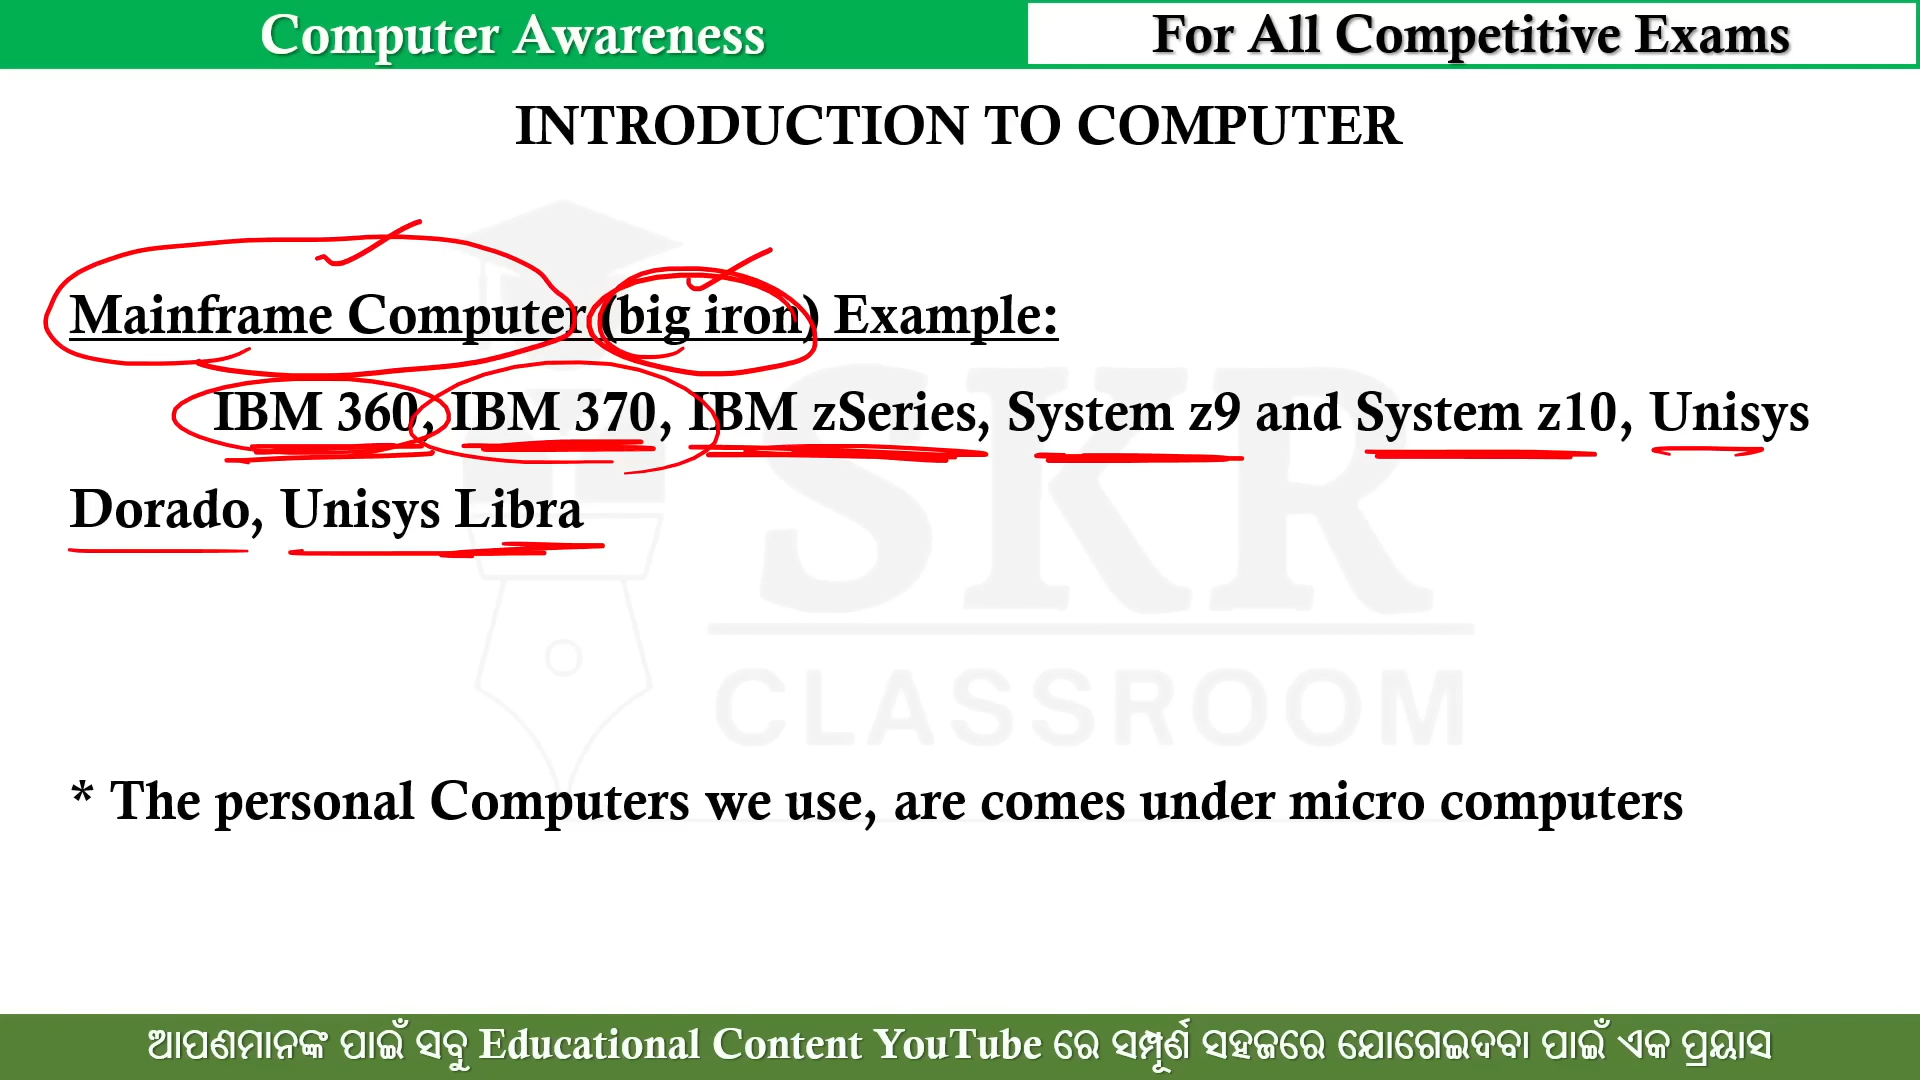 Computer Awareness
For All Competitive Exams
INTRODUCTION TO COMPUTER
Mainframe Computer (big iron) Example:
IBM 360, IBM 370, IBM zSeries, System z9 and System z10, Unisys
Dorado, Unisys Libra
SKR
CLASSROOM
* The personal Computers we use, are comes under micro computers
ଆପଣମାନଙ୍କ ପାଇଁ ସବୁ Educational Content YouTube ରେ ସମ୍ପୂର୍ଣ ସହଜରେ ଯୋଗେଇଦବା ପାଇଁ ଏକ ପ୍ରୟାସ